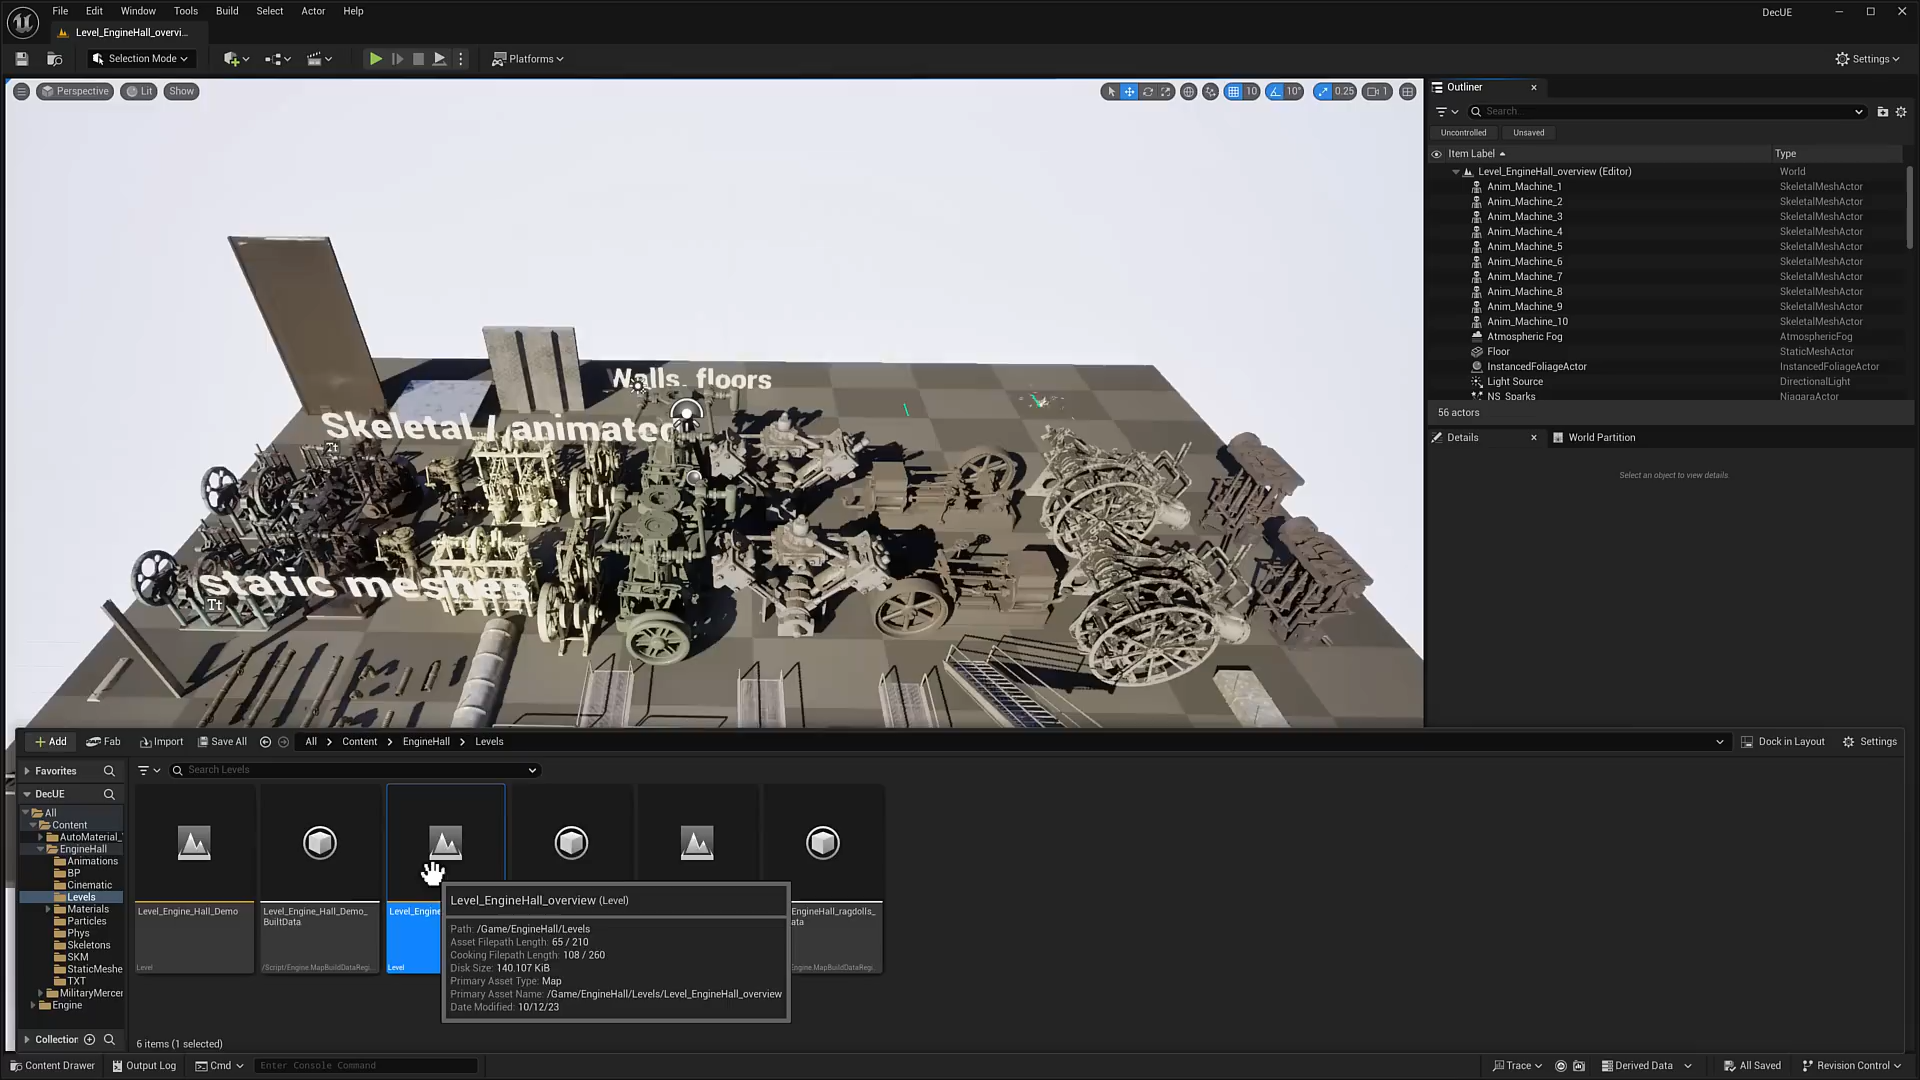 File Edit Window Tools Build Select Actor Help
DecUE
Level_EngineHall_overvi...
Selection Mode
Platforms
Settings
Perspective
Lit
Show
10
10°
0.25
1
Outliner
Search...
Uncontrolled
Unsaved
Item Label
Type
Level_EngineHall_overview (Editor) World
Anim_Machine_1 SkeletalMeshActor
Anim_Machine_2 SkeletalMeshActor
Anim_Machine_3 SkeletalMeshActor
Anim_Machine_4 SkeletalMeshActor
Anim_Machine_5 SkeletalMeshActor
Anim_Machine_6 SkeletalMeshActor
Anim_Machine_7 SkeletalMeshActor
Anim_Machine_8 SkeletalMeshActor
Anim_Machine_9 SkeletalMeshActor
Anim_Machine_10 SkeletalMeshActor
Atmospheric Fog AtmosphericFog
Floor StaticMeshActor
InstancedFoliageActor InstancedFoliageActor
Light Source DirectionalLight
NS_Sparks NiagaraActor
56 actors
Details
World Partition
Select an object to view details.
Walls, floors
Skeletal / animated
Tt
static meshes
Tt
Add
Fab
Import
Save All
All > Content > EngineHall > Levels
Dock in Layout
Settings
Favorites
Search Levels
DecUE
All
Content
AutoMaterial_
EngineHall
Animations
BP
Cinematic
Levels
Materials
Particles
Phys
Skeletons
SKM
StaticMeshe
TXT
MilitaryMercer
Engine
Collection
Level_Engine_Hall_Demo
Level
Level_Engine_Hall_Demo_
BuiltData
/Script/Engine.MapBuildDataRegi...
Level_Engine
Level
EngineHall_ragdolls_
ata
Engine.MapBuildDataRegi...
Level_EngineHall_overview (Level)
Path: /Game/EngineHall/Levels
Asset Filepath Length: 65 / 210
Cooking Filepath Length: 108 / 260
Disk Size: 140.107 KiB
Primary Asset Type: Map
Primary Asset Name: /Game/EngineHall/Levels/Level_EngineHall_overview
Date Modified: 10/12/23
6 items (1 selected)
Content Drawer
Output Log
Cmd
Enter Console Command
Trace
Derived Data
All Saved
Revision Control